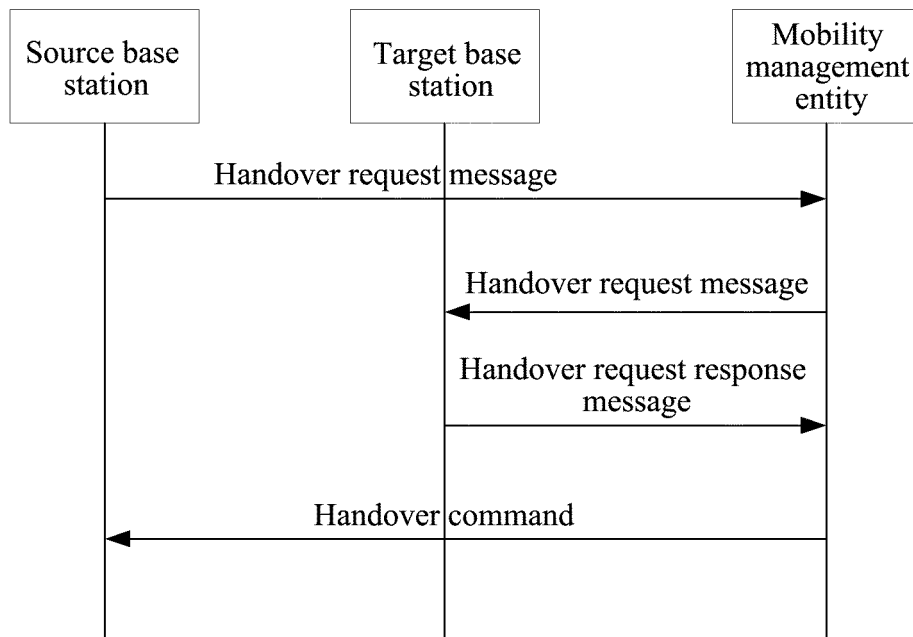 Source base
station
Target base
station
Mobility
management
entity
Handover request message
Handover request message
Handover request response
message
Handover command